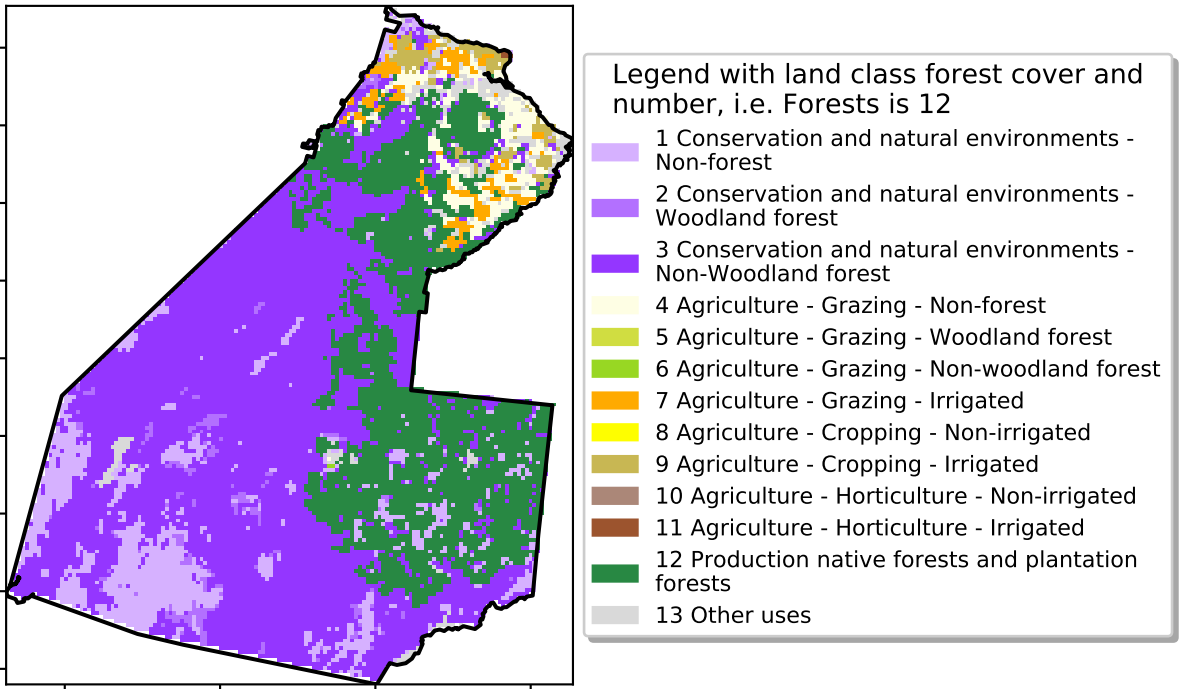 Legend with land class forest cover and
number, i.e. Forests is 12
1 Conservation and natural environments -
Non-forest
2 Conservation and natural environments -
Woodland forest
3 Conservation and natural environments -
Non-Woodland forest
4 Agriculture - Grazing - Non-forest
5 Agriculture - Grazing - Woodland forest
6 Agriculture - Grazing - Non-woodland forest
7 Agriculture - Grazing - Irrigated
8 Agriculture - Cropping - Non-irrigated
9 Agriculture - Cropping - Irrigated
10 Agriculture - Horticulture - Non-irrigated
11 Agriculture - Horticulture - Irrigated
12 Production native forests and plantation
forests
13 Other uses